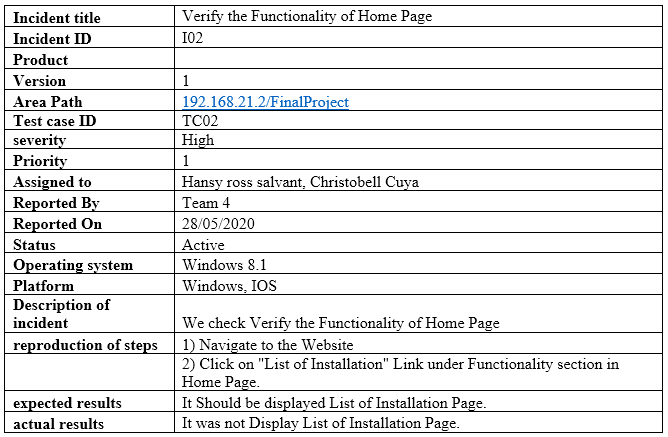 Incident title Verify the Functionality of Home Page
Incident ID I02
Product
Version 1
Area Path 192.168.21.2/FinalProject
Test case ID TC02
severity High
Priority 1
Assigned to Hansy ross salvant, Christobell Cuya
Reported By Team 4
Reported On 28/05/2020
Status Active
Operating system Windows 8.1
Platform Windows, IOS
Description of
incident We check Verify the Functionality of Home Page
reproduction of steps 1) Navigate to the Website
2) Click on "List of Installation" Link under Functionality section in
Home Page.
expected results It Should be displayed List of Installation Page.
actual results It was not Display List of Installation Page.